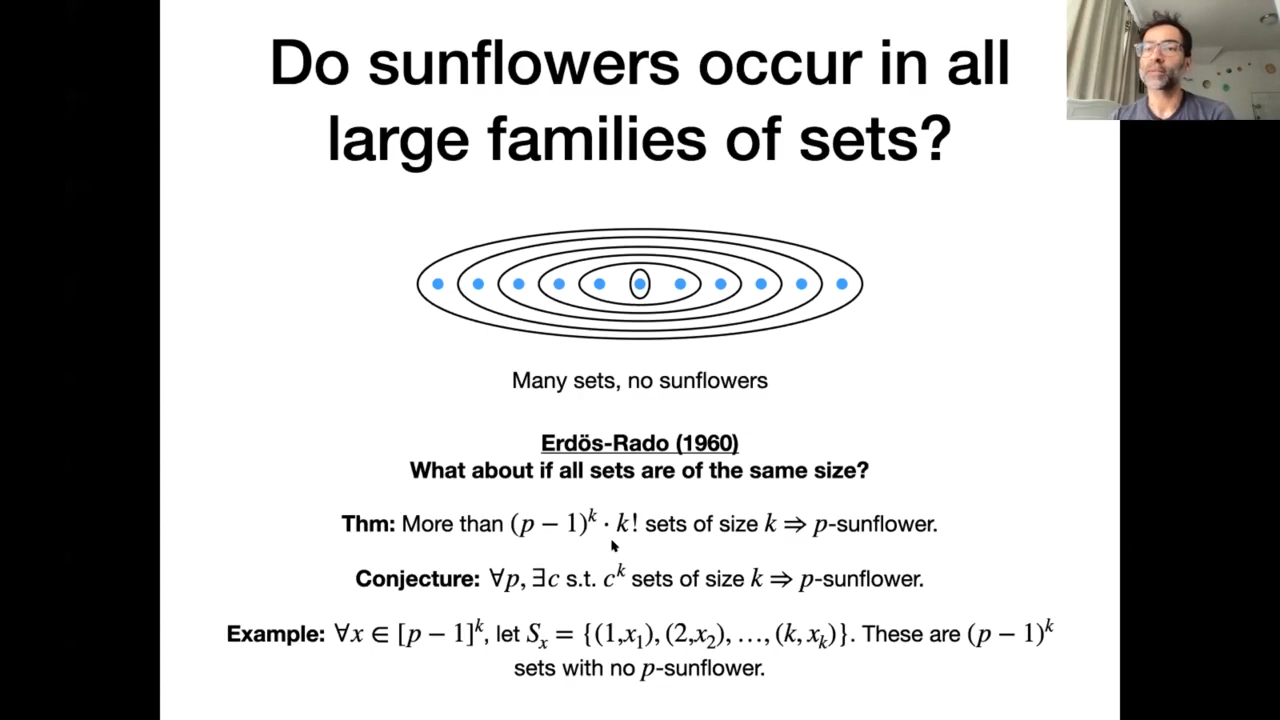 Do sunflowers occur in all
large families of sets?
Many sets, no sunflowers
Erdös-Rado (1960)
What about if all sets are of the same size?
Thm: More than (p − 1)^k · k! sets of size k ⇒ p-sunflower.
Conjecture: ∀p, ∃c s.t. c^k sets of size k ⇒ p-sunflower.
Example: ∀x ∈ [p − 1]^k, let S_x = {(1,x_1), (2,x_2), …, (k, x_k)}. These are (p − 1)^k
sets with no p-sunflower.